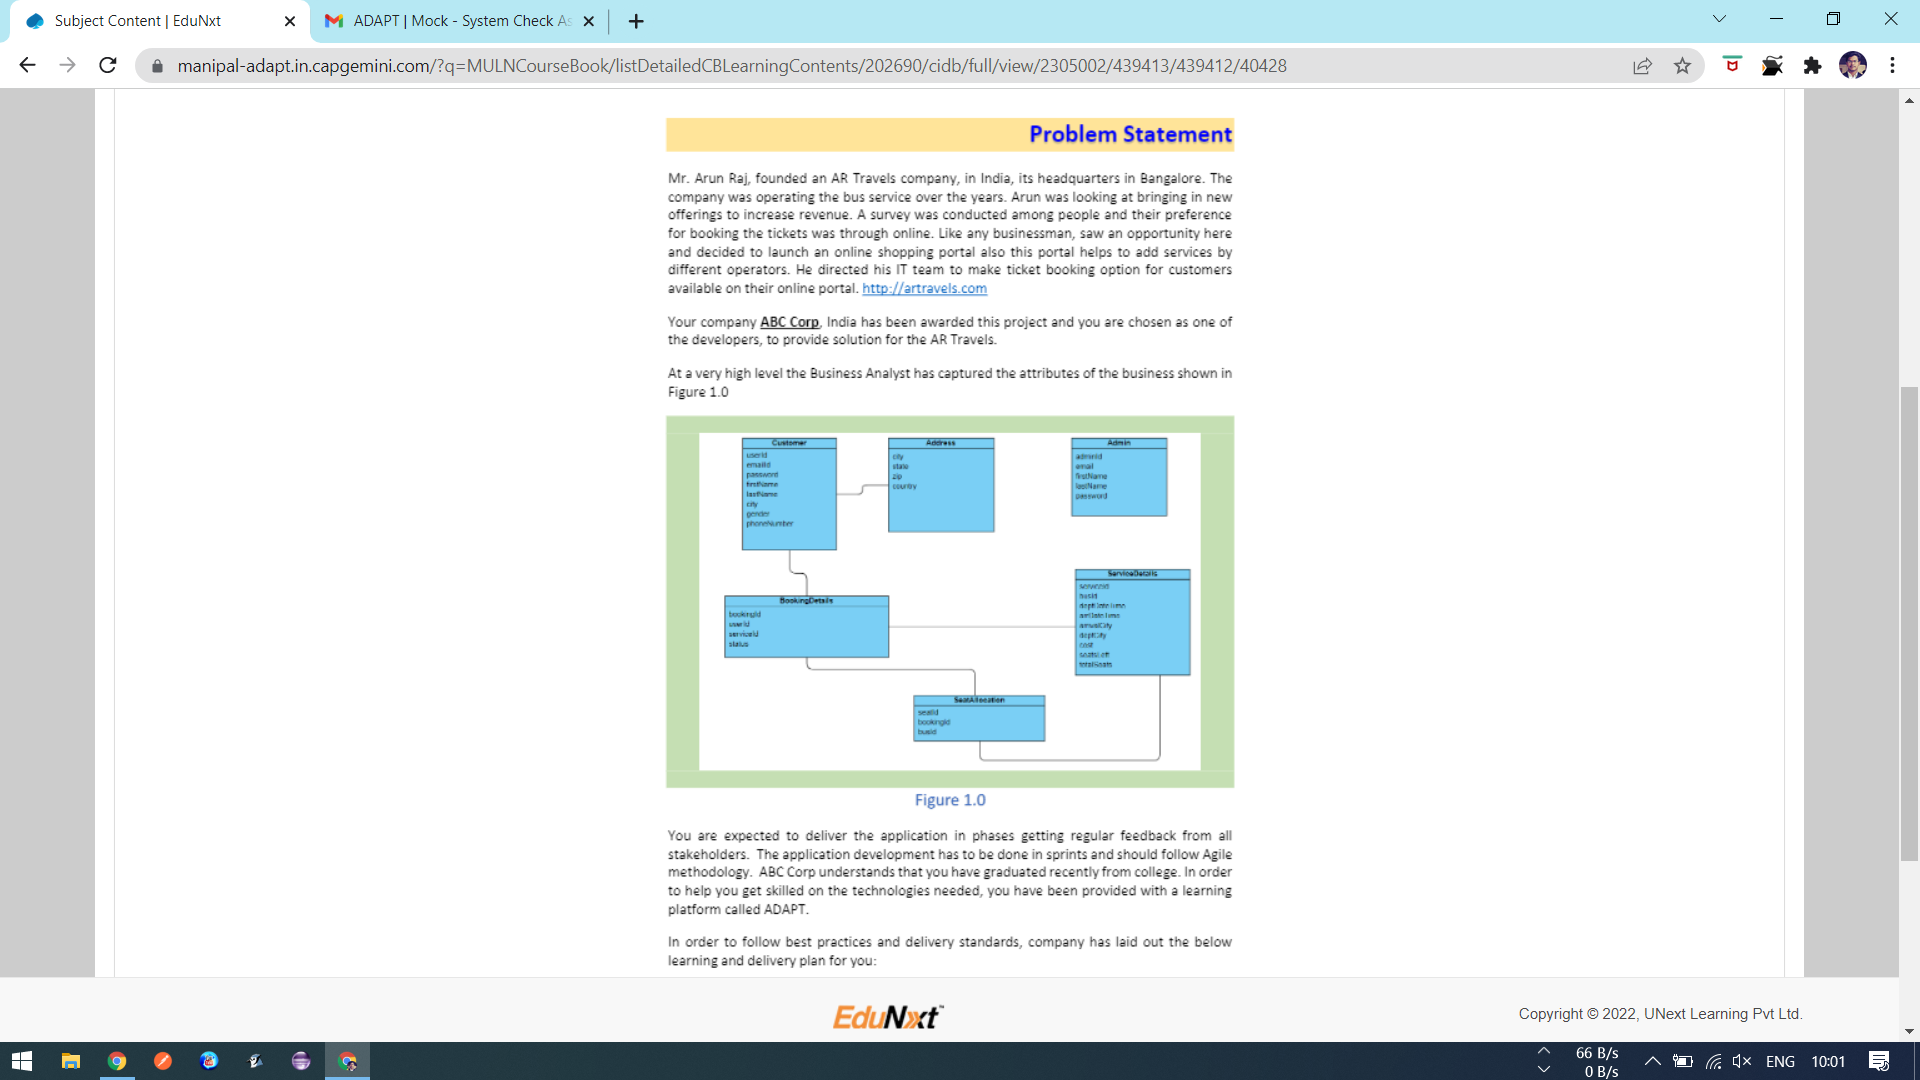 Subject Content | EduNxt
ADAPT | Mock - System Check As
manipal-adapt.in.capgemini.com/?q=MULNCourseBook/listDetailedCBLearningContents/202690/cidb/full/view/2305002/439413/439412/40428
Problem Statement
Mr. Arun Raj, founded an AR Travels company, in India, its headquarters in Bangalore. The
company was operating the bus service over the years. Arun was looking at bringing in new
offerings to increase revenue. A survey was conducted among people and their preference
for booking the tickets was through online. Like any businessman, saw an opportunity here
and decided to launch an online shopping portal also this portal helps to add services by
different operators. He directed his IT team to make ticket booking option for customers
available on their online portal. http://artravels.com
Your company ABC Corp, India has been awarded this project and you are chosen as one of
the developers, to provide solution for the AR Travels.
At a very high level the Business Analyst has captured the attributes of the business shown in
Figure 1.0
Customer
userId
emailId
password
firstName
lastName
city
gender
phoneNumber
Address
city
state
zip
country
Admin
adminId
email
firstName
lastName
password
BookingDetails
bookingId
userId
serviceId
status
ServiceDetails
serviceId
busId
deptDateTime
arrDateTime
arrivalCity
deptCity
cost
seatsLeft
totalSeats
SeatAllocation
seatId
bookingId
busId
Figure 1.0
You are expected to deliver the application in phases getting regular feedback from all
stakeholders. The application development has to be done in sprints and should follow Agile
methodology. ABC Corp understands that you have graduated recently from college. In order
to help you get skilled on the technologies needed, you have been provided with a learning
platform called ADAPT.
In order to follow best practices and delivery standards, company has laid out the below
learning and delivery plan for you:
EduNxt™
Copyright © 2022, UNext Learning Pvt Ltd.
66 B/s
0 B/s
ENG
10:01